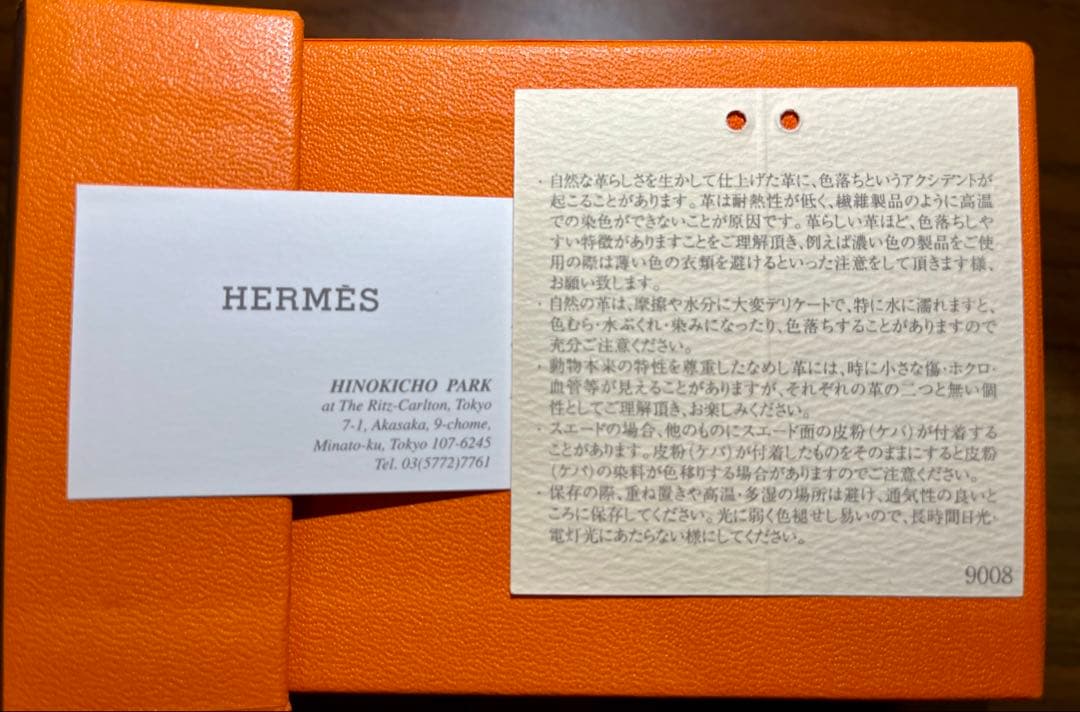 HERMÈS
HINOKICHO PARK
at The Ritz-Carlton, Tokyo
7-1, Akasaka, 9-chome,
Minato-ku, Tokyo 107-6245
Tel. 03(5772)7761
・自然な革らしさを生かして仕上げた革に、色落ちというアクシデントが
起こることがあります。革は耐熱性が低く、繊維製品のように高温
での染色ができないことが原因です。革らしい革ほど、色落ちしや
すい特徴がありますことをご理解頂き、例えば濃い色の製品をご使
用の際は薄い色の衣類を避けるといった注意をして頂きます様、
お願い致します。
・自然の革は、摩擦や水分に大変デリケートで、特に水に濡れますと、
色むら・水ぶくれ・染みになったり、色落ちすることがありますので
充分ご注意ください。
・動物本来の特性を尊重したなめし革には、時に小さな傷・ホクロ・
血管等が見えることがありますが、それぞれの革の二つと無い個
性としてご理解頂き、お楽しみください。
・スエードの場合、他のものにスエード面の皮粉（ケバ）が付着する
ことがあります。皮粉（ケバ）が付着したものをそのままにすると皮粉
（ケバ）の染料が色移りする場合がありますのでご注意ください。
・保存の際、重ね置きや高温・多湿の場所は避け、通気性の良いと
ころに保存してください。光に弱く色褪せし易いので、長時間日光・
電灯光にあたらない様にしてください。
9008